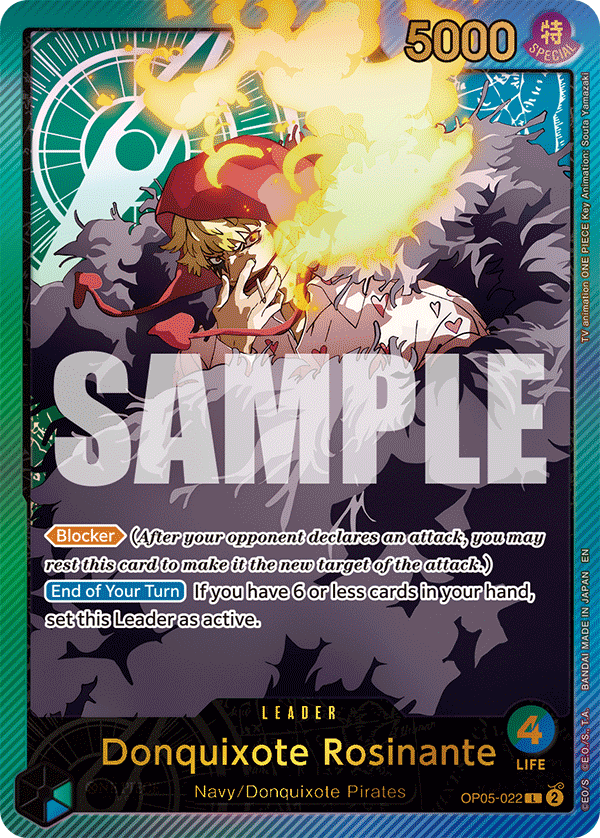 5000
特
SPECIAL
TV animation ONE PIECE Key Animation: Souta Yamazaki
SAMPLE
Blocker (After your opponent declares an attack, you may
rest this card to make it the new target of the attack.)
End of Your Turn If you have 6 or less cards in your hand,
set this Leader as active.
©E.O/S. ©E.O./S., T.A. BANDAI MADE IN JAPAN EN
LEADER
4
LIFE
Donquixote Rosinante
Navy/Donquixote Pirates
OP05-022 L 2